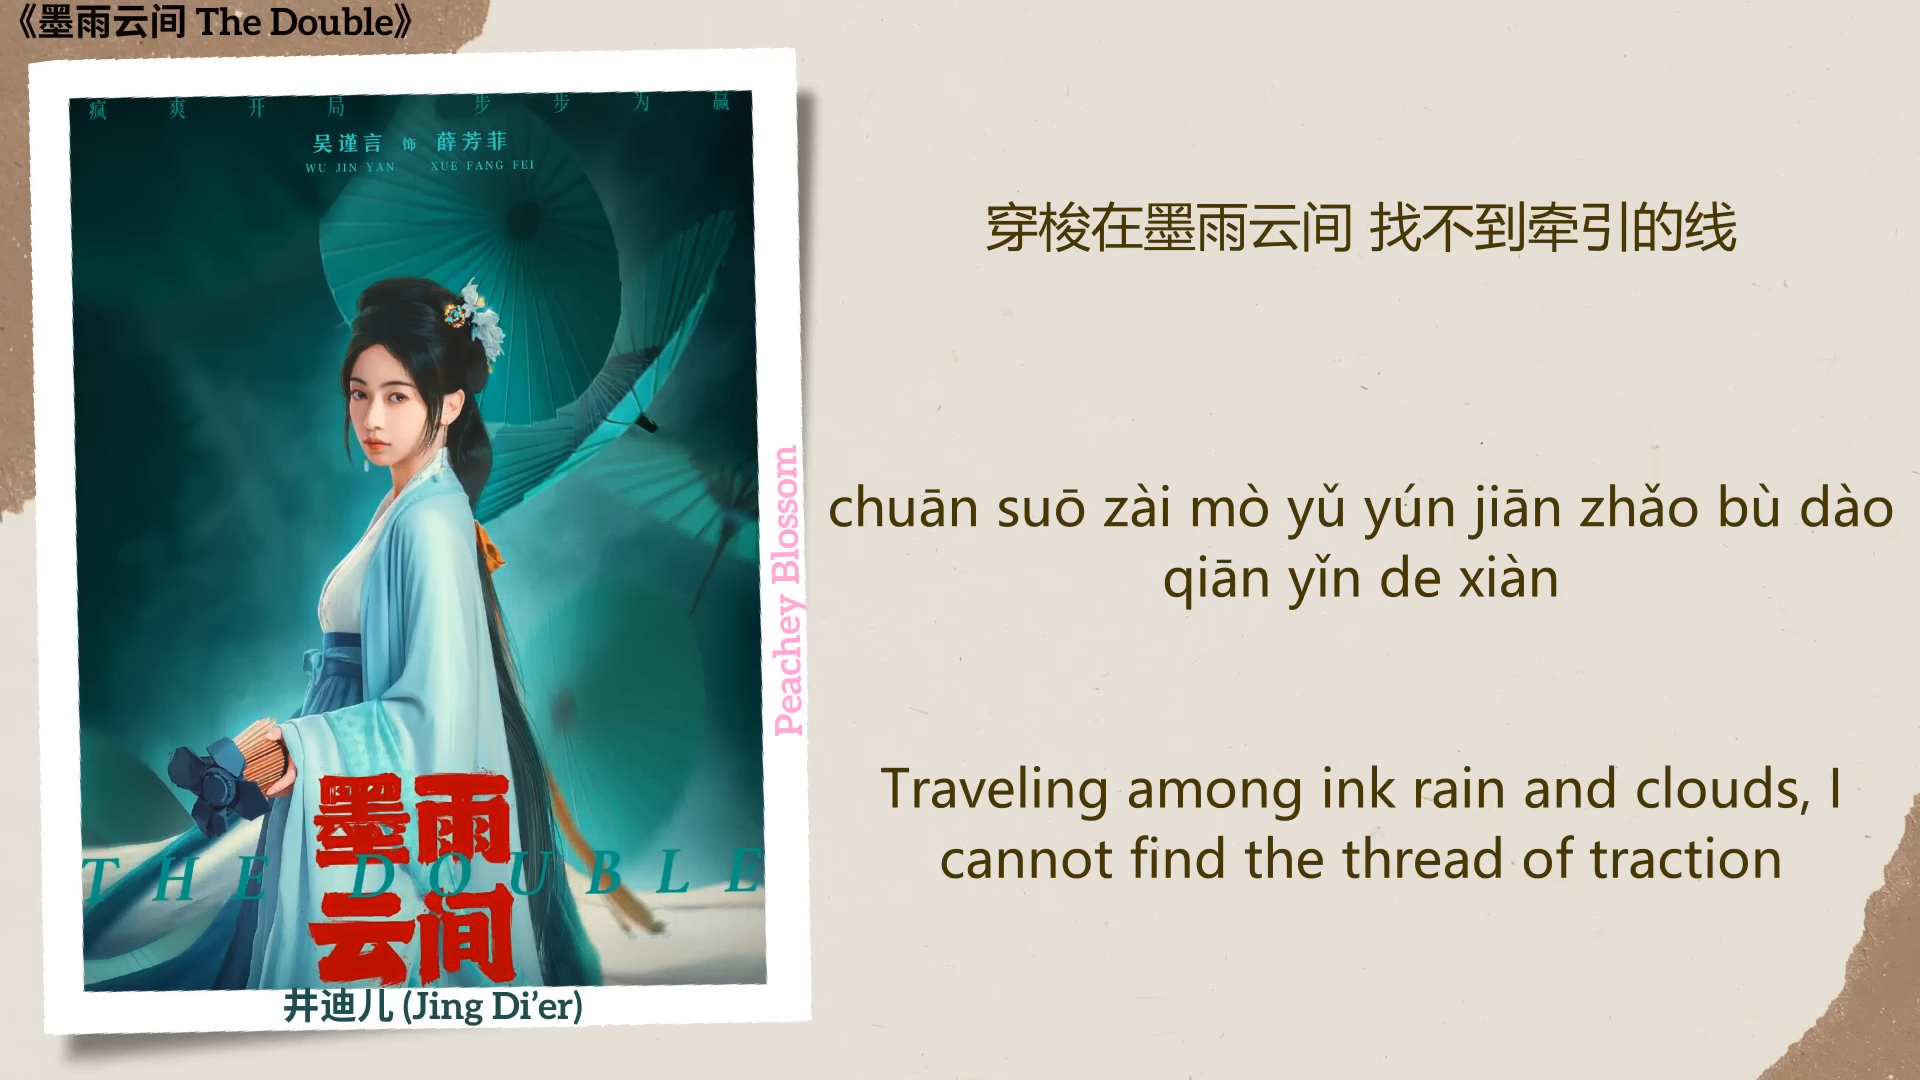 《墨雨云间 The Double》
疯 爽 开 局 步 步 为 赢
吴谨言 饰 薛芳菲
WU JIN YAN XUE FANG FEI
墨雨
THE DOUBLE
云间
井迪儿 (Jing Di’er)
Peachey Blossom
穿梭在墨雨云间 找不到牵引的线
chuān suō zài mò yǔ yún jiān zhǎo bù dào
qiān yǐn de xiàn
Traveling among ink rain and clouds, I
cannot find the thread of traction